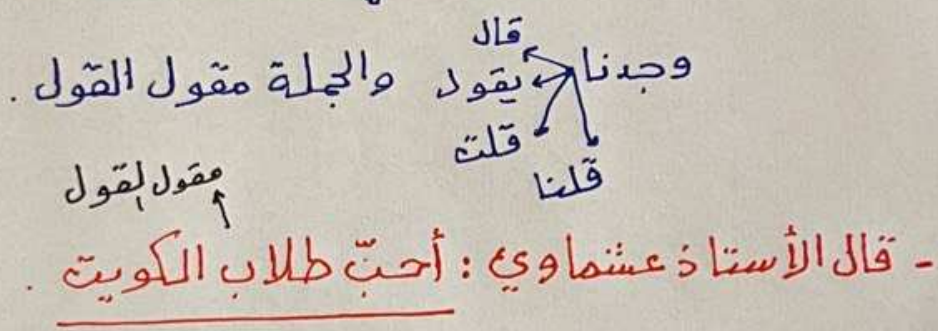 قال
وجدنا يقول والجملة مقول القول .
قلت
قلنا
مقول القول
- قال الأستاذ عشماوي : أحبّ طلاب الكويت .